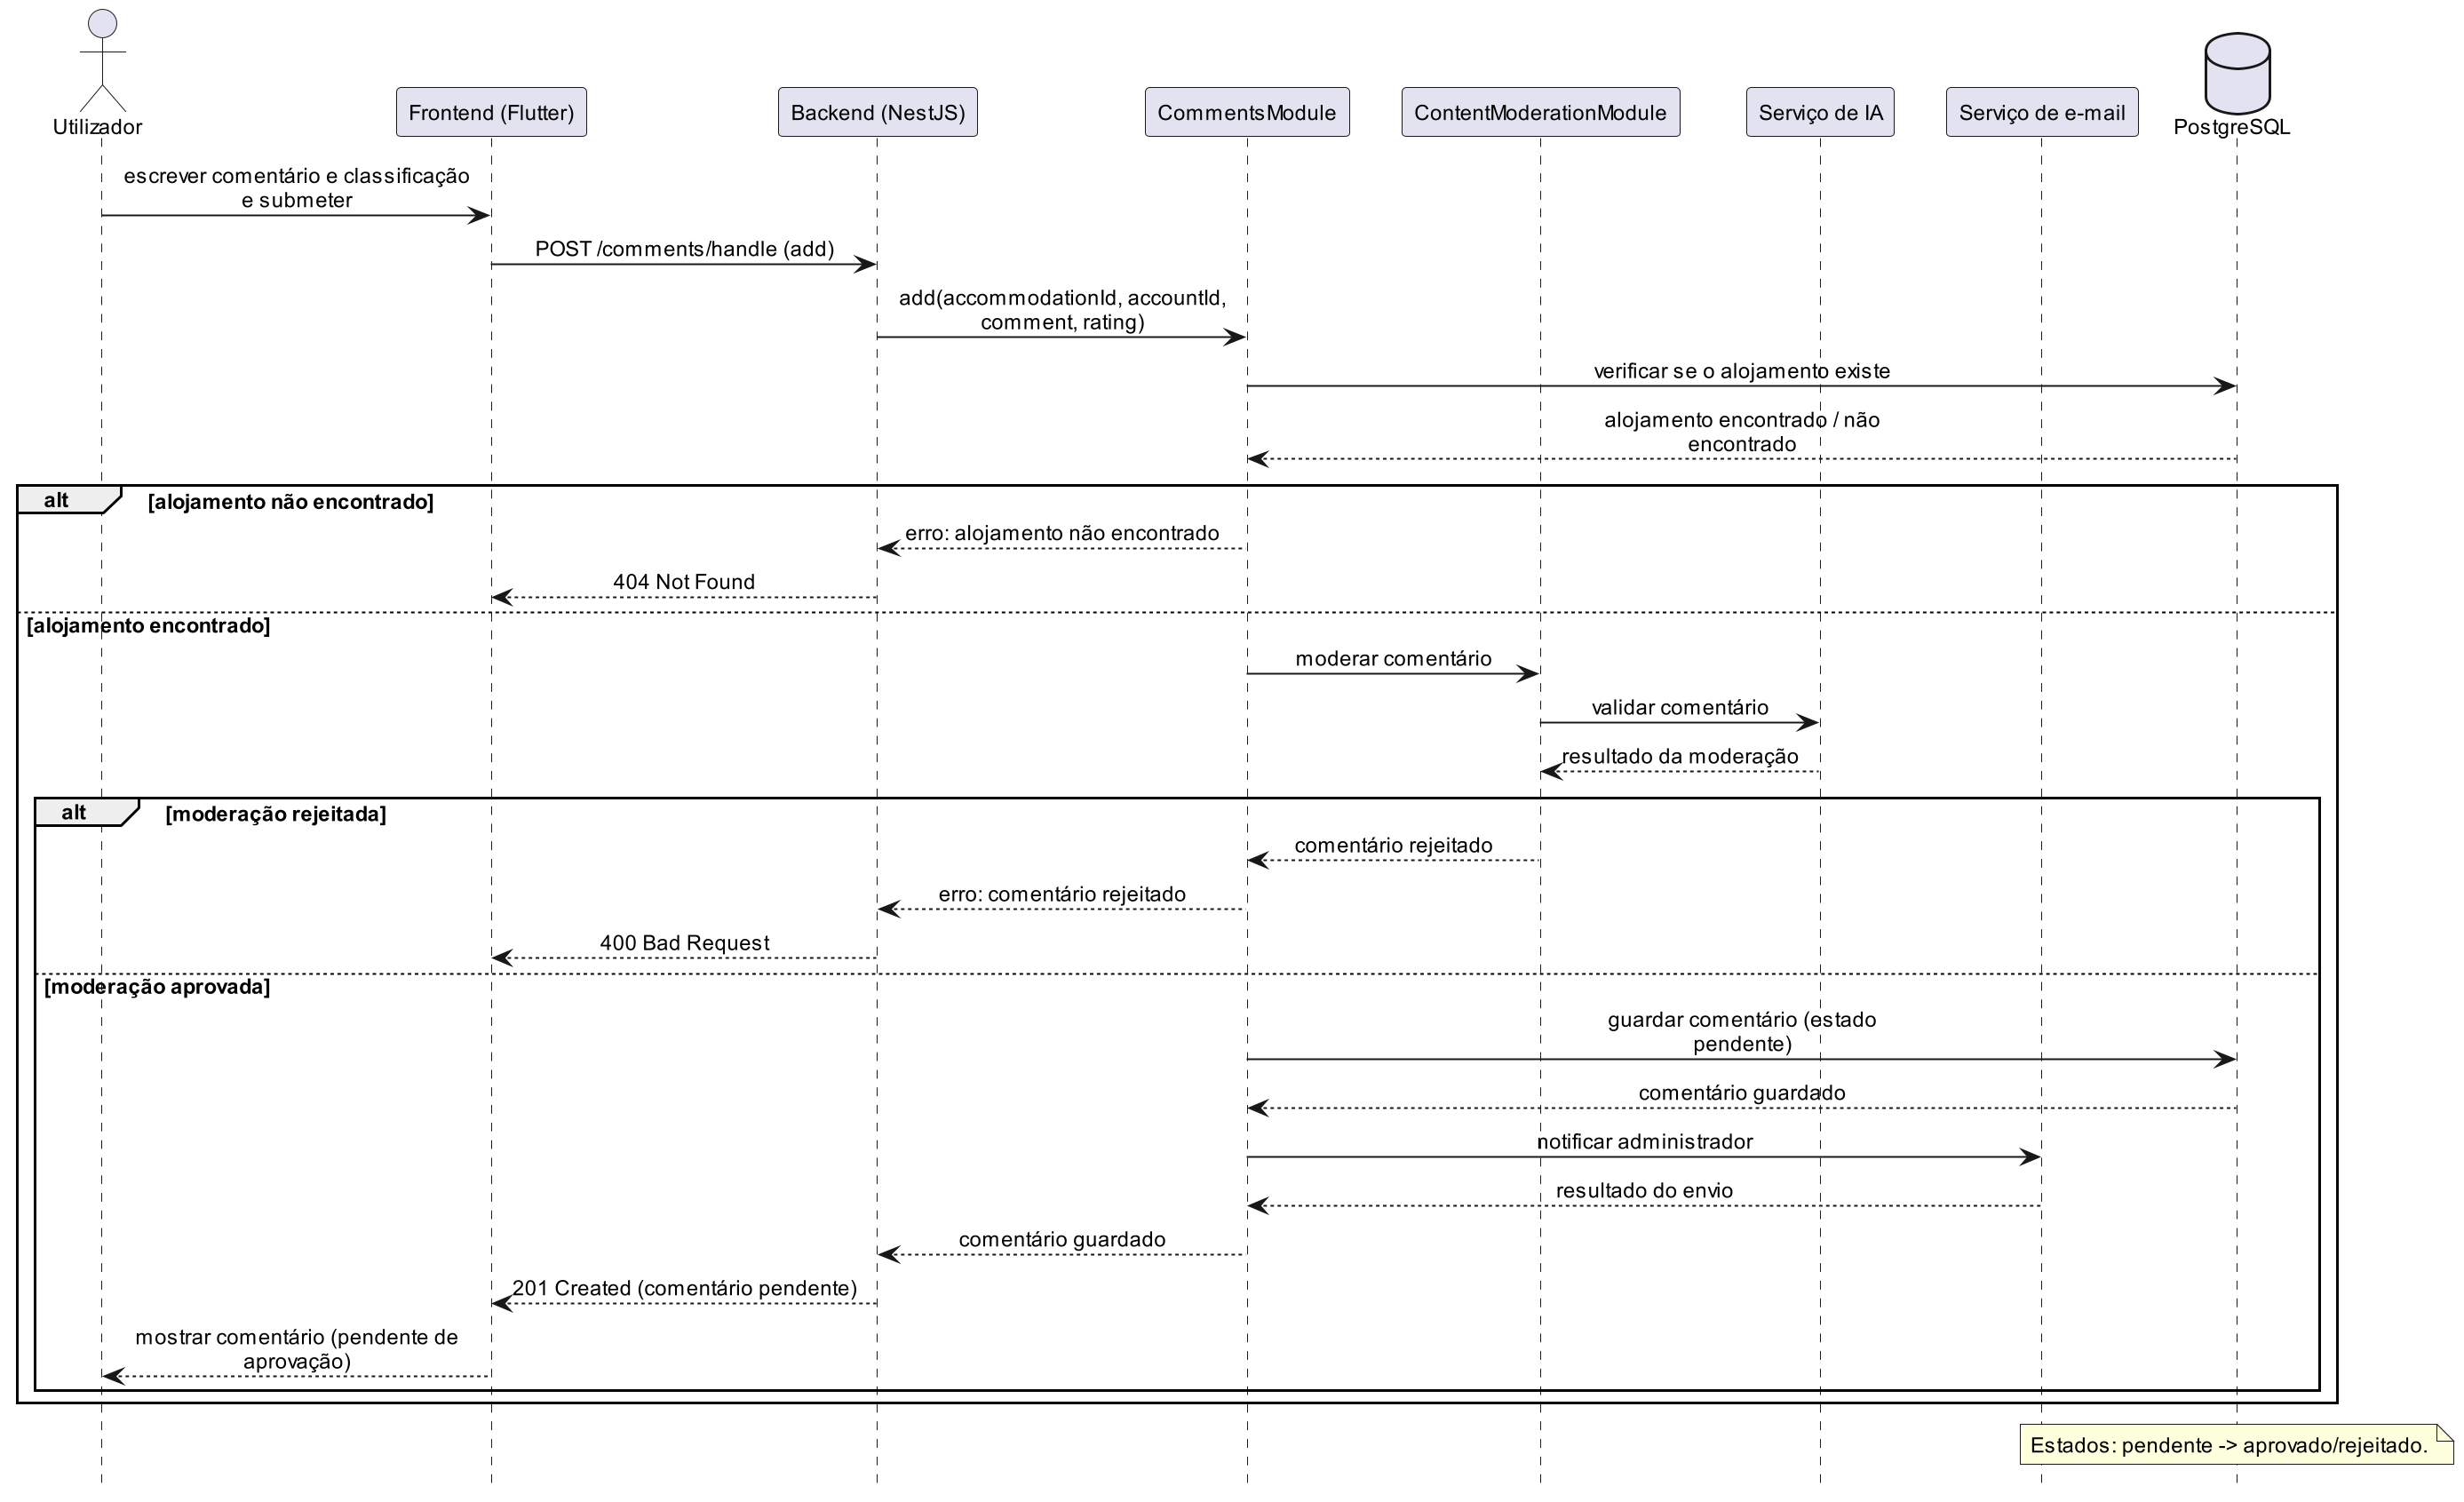 Utilizador
Frontend (Flutter)
Backend (NestJS)
CommentsModule
ContentModerationModule
Serviço de IA
Serviço de e-mail
PostgreSQL
escrever comentário e classificação
e submeter
POST /comments/handle (add)
add(accommodationId, accountId,
comment, rating)
verificar se o alojamento existe
alojamento encontrado / não
encontrado
alt [alojamento não encontrado]
erro: alojamento não encontrado
404 Not Found
[alojamento encontrado]
moderar comentário
validar comentário
resultado da moderação
alt [moderação rejeitada]
comentário rejeitado
erro: comentário rejeitado
400 Bad Request
[moderação aprovada]
guardar comentário (estado
pendente)
comentário guardado
notificar administrador
resultado do envio
comentário guardado
201 Created (comentário pendente)
mostrar comentário (pendente de
aprovação)
Estados: pendente -> aprovado/rejeitado.